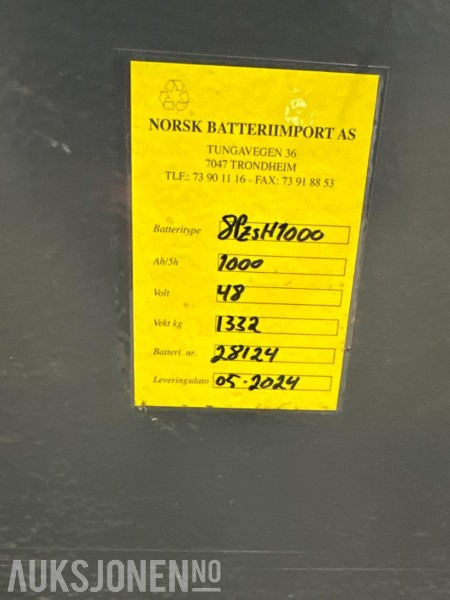 NORSK BATTERIIMPORT AS
TUNGAVEGEN 36
7047 TRONDHEIM
TLF.: 73 90 11 16 - FAX: 73 91 88 53
Batteritype 8PzSH1000
Ah/5h 1000
Volt 48
Vekt kg 1332
Batteri. nr. 28124
Leveringsdato 05-2024
AUKSJONEN.NO